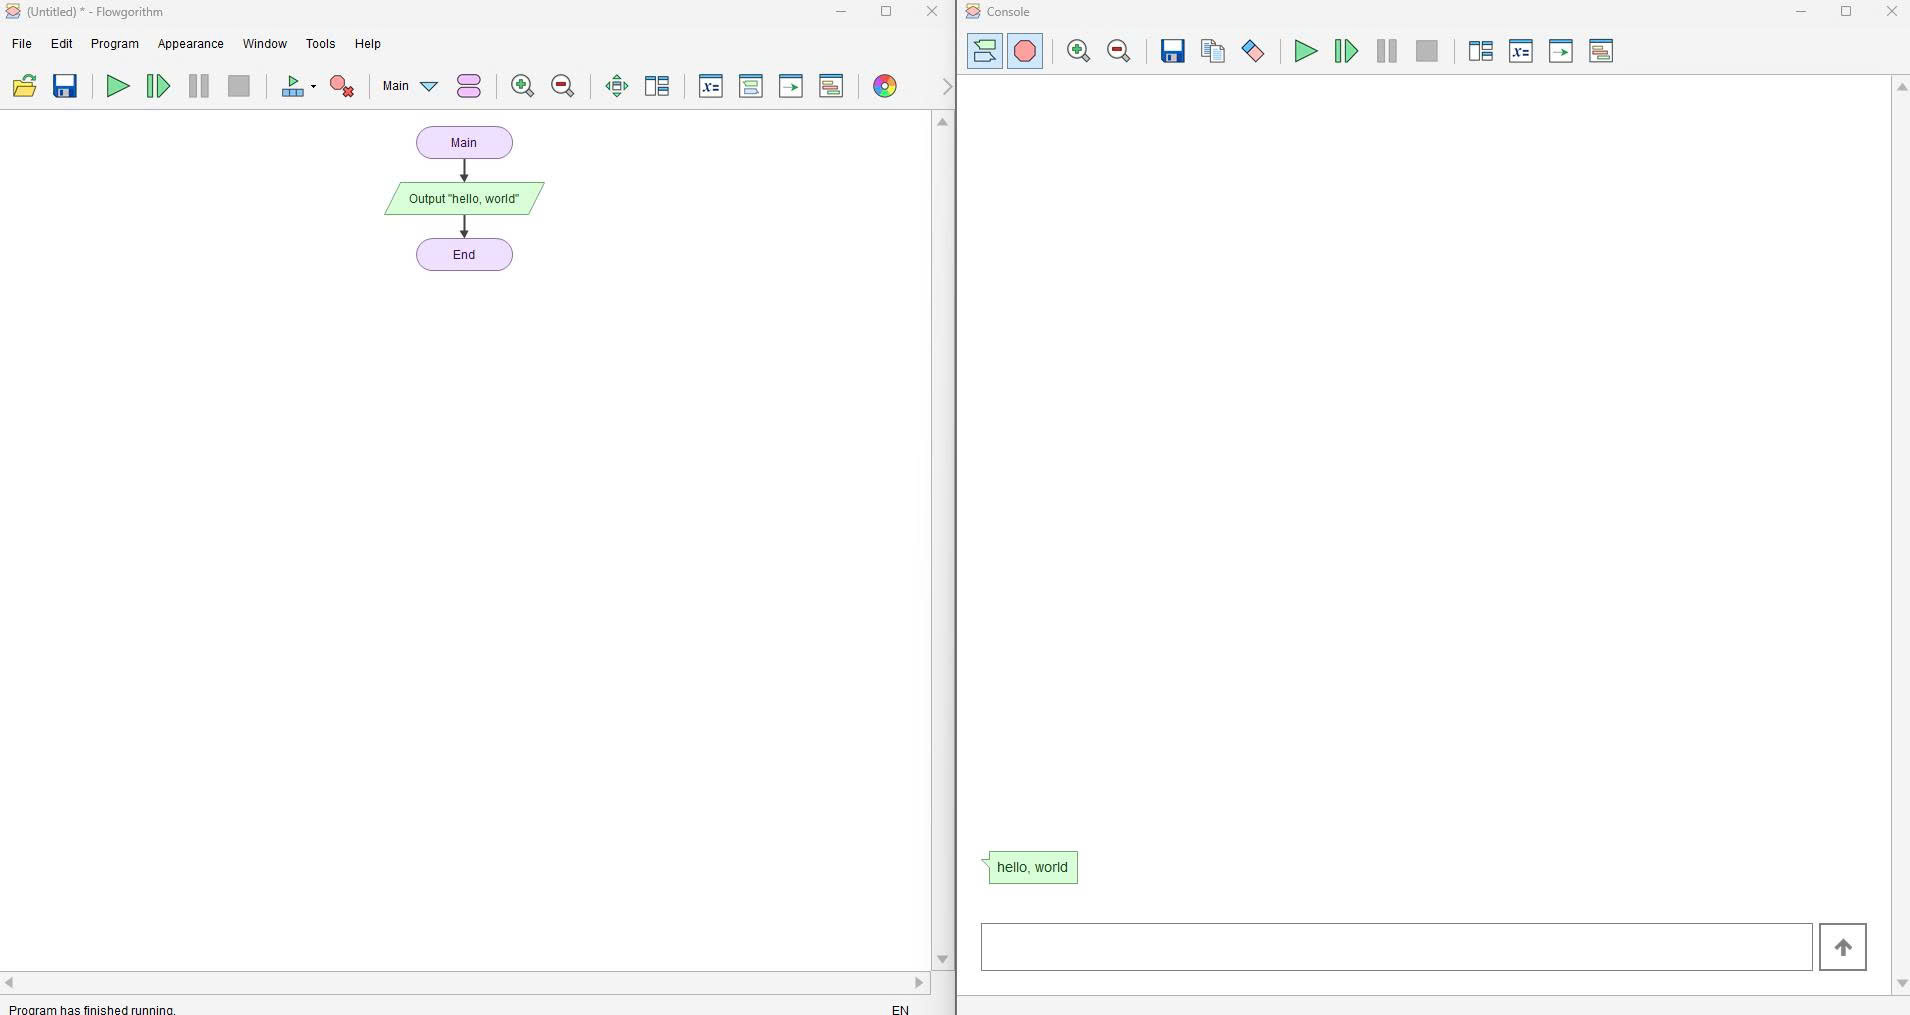 (Untitled) * - Flowgorithm
File Edit Program Appearance Window Tools Help
Main
Main
Output "hello, world"
End
Program has finished running.
EN
Console
x=
x=
hello, world